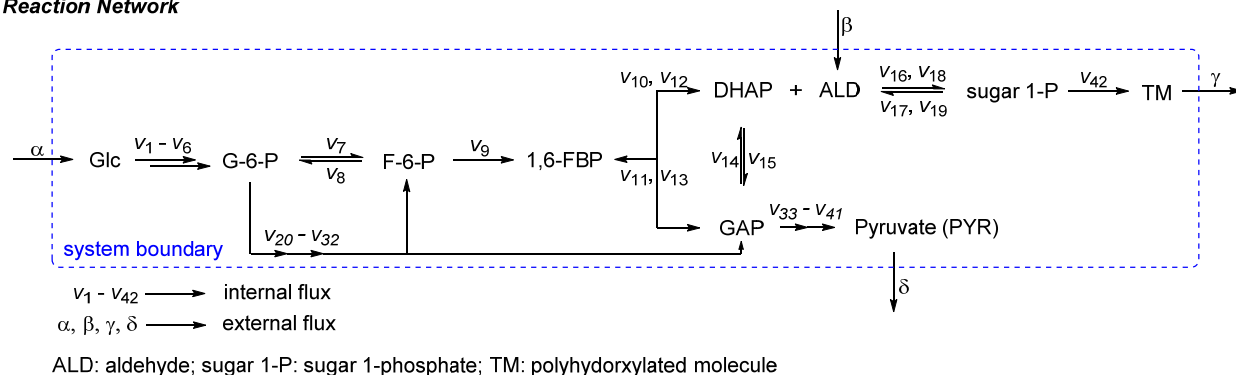 Reaction Network
β
v10, v12
DHAP + ALD
v16, v18
v17, v19
sugar 1-P
v42
TM
γ
α
Glc
v1 - v6
G-6-P
v7
v8
F-6-P
v9
1,6-FBP
v11, v13
v14
v15
v20 - v32
GAP
v33 - v41
Pyruvate (PYR)
system boundary
δ
v1 - v42 internal flux
α, β, γ, δ external flux
ALD: aldehyde; sugar 1-P: sugar 1-phosphate; TM: polyhydorxylated molecule